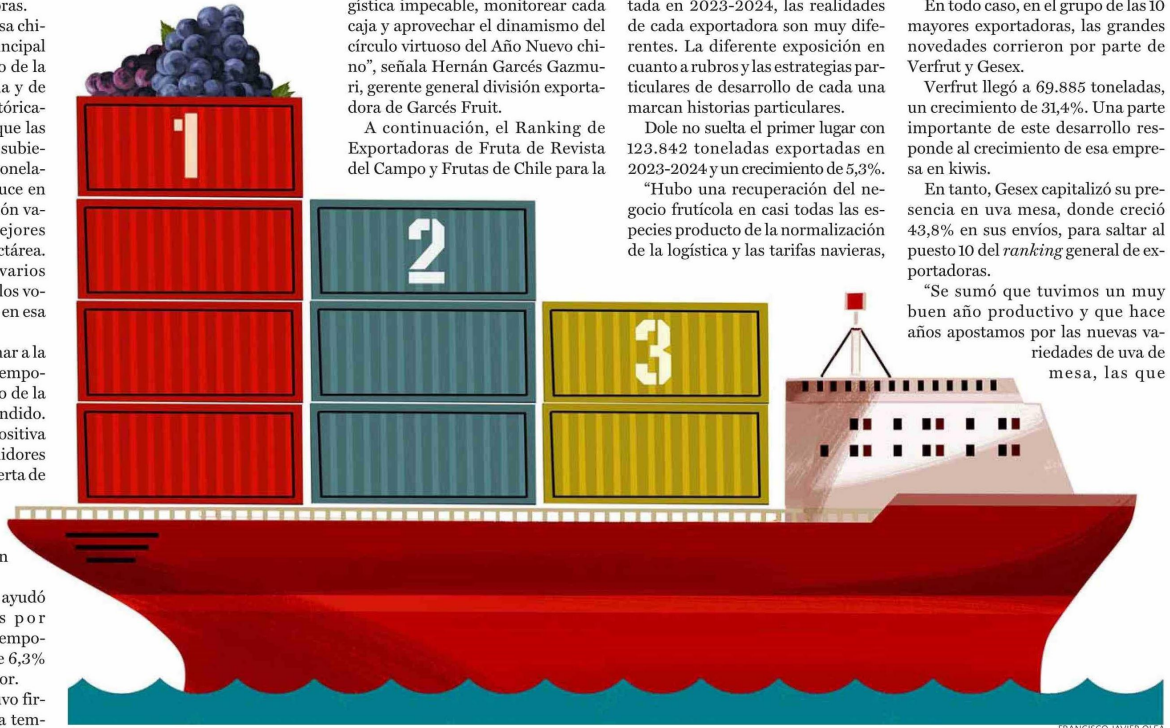 oras.
sa chi-
ncipal
o de la
a y de
tórica-
que las
subie-
onela-
uce en
ón va-
ejores
ctárea.
varios
los vo-
en esa
nar a la
empo-
o de la
ndido.
ositiva
idores
erta de
n
ayudó
s por
empo-
e 6,3%
or.
vo fir-
a tem-
gística impecable, monitorear cada
caja y aprovechar el dinamismo del
círculo virtuoso del Año Nuevo chi-
no”, señala Hernán Garcés Gazmu-
ri, gerente general división exporta-
dora de Garcés Fruit.
A continuación, el Ranking de
Exportadoras de Fruta de Revista
del Campo y Frutas de Chile para la
tada en 2023-2024, las realidades
de cada exportadora son muy dife-
rentes. La diferente exposición en
cuanto a rubros y las estrategias par-
ticulares de desarrollo de cada una
marcan historias particulares.
Dole no suelta el primer lugar con
123.842 toneladas exportadas en
2023-2024 y un crecimiento de 5,3%.
“Hubo una recuperación del ne-
gocio frutícola en casi todas las es-
pecies producto de la normalización
de la logística y las tarifas navieras,
En todo caso, en el grupo de las 10
mayores exportadoras, las grandes
novedades corrieron por parte de
Verfrut y Gesex.
Verfrut llegó a 69.885 toneladas,
un crecimiento de 31,4%. Una parte
importante de este desarrollo res-
ponde al crecimiento de esa empre-
sa en kiwis.
En tanto, Gesex capitalizó su pre-
sencia en uva mesa, donde creció
43,8% en sus envíos, para saltar al
puesto 10 del ranking general de ex-
portadoras.
“Se sumó que tuvimos un muy
buen año productivo y que hace
años apostamos por las nuevas va-
riedades de uva de
mesa, las que
1
2
3
FRANCISCO JAVIER OLEA